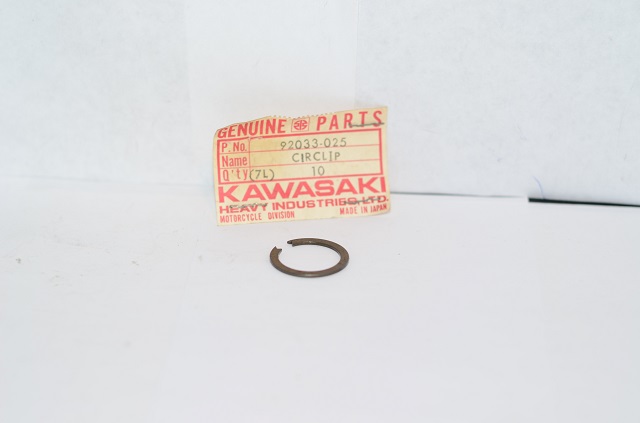 GENUINE PARTS
P. No. 92033-025
Name CIRCLIP
Q'ty (7L) 10
KAWASAKI
HEAVY INDUSTRIES, LTD.
MOTORCYCLE DIVISION MADE IN JAPAN